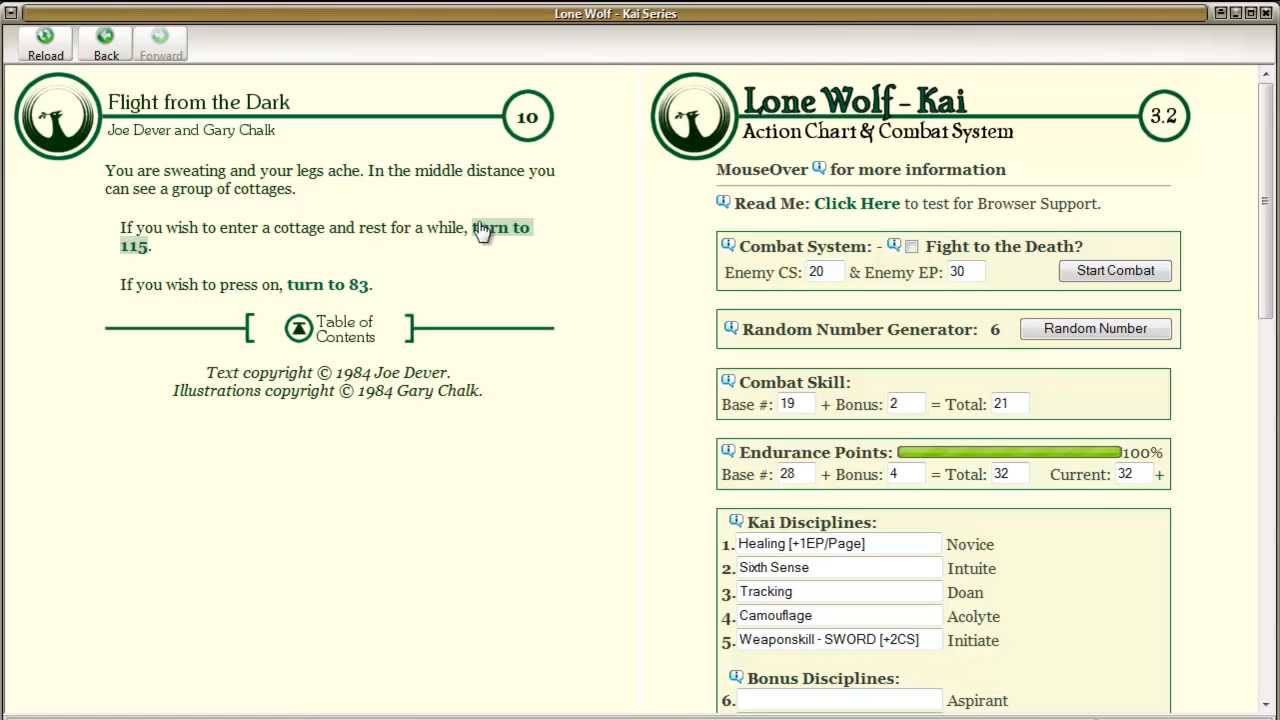 Lone Wolf - Kai Series
Reload
Back
Forward
Flight from the Dark
Joe Dever and Gary Chalk
10
You are sweating and your legs ache. In the middle distance you
can see a group of cottages.
If you wish to enter a cottage and rest for a while, turn to
115.
If you wish to press on, turn to 83.
Table of
Contents
Text copyright © 1984 Joe Dever.
Illustrations copyright © 1984 Gary Chalk.
Lone Wolf - Kai
Action Chart & Combat System
3.2
MouseOver for more information
Read Me: Click Here to test for Browser Support.
Combat System: - Fight to the Death?
Enemy CS: 20 & Enemy EP: 30 Start Combat
Random Number Generator: 6 Random Number
Combat Skill:
Base #: 19 + Bonus: 2 = Total: 21
Endurance Points: 100%
Base #: 28 + Bonus: 4 = Total: 32 Current: 32 +
Kai Disciplines:
1. Healing [+1EP/Page] Novice
2. Sixth Sense Intuite
3. Tracking Doan
4. Camouflage Acolyte
5. Weaponskill - SWORD [+2CS] Initiate
Bonus Disciplines:
6. Aspirant